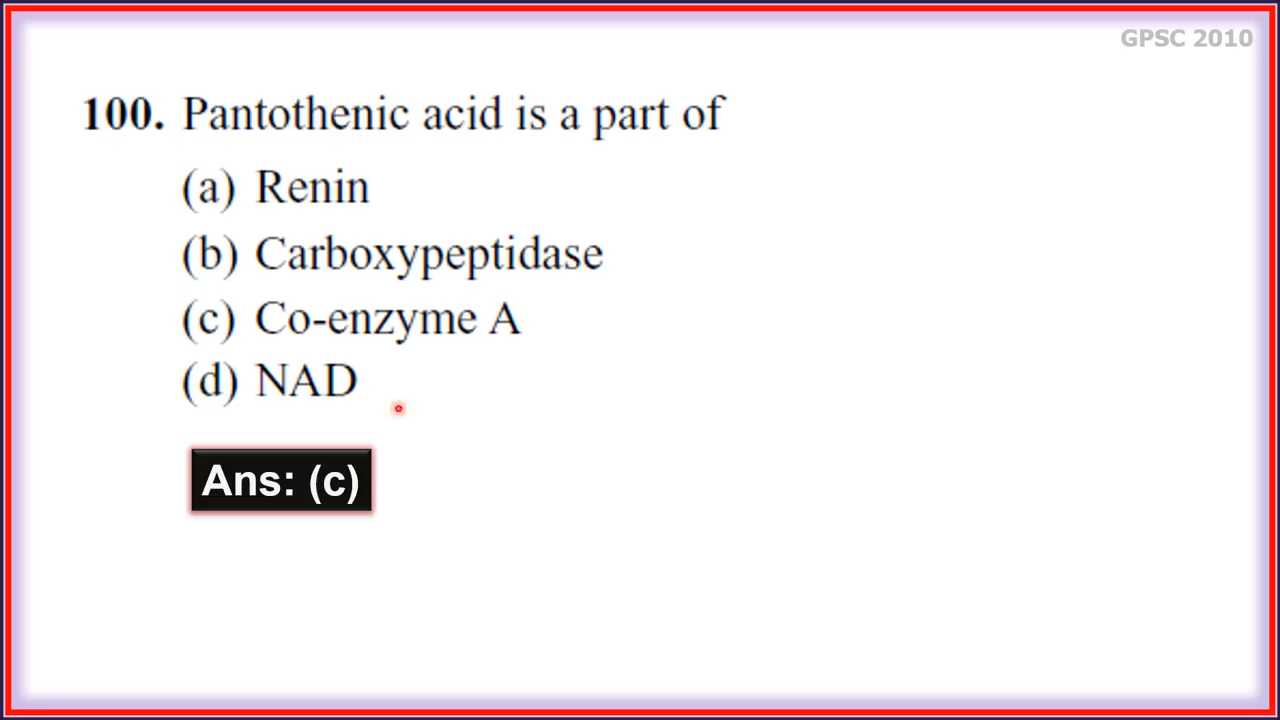 GPSC 2010
100. Pantothenic acid is a part of
(a) Renin
(b) Carboxypeptidase
(c) Co-enzyme A
(d) NAD
Ans: (c)